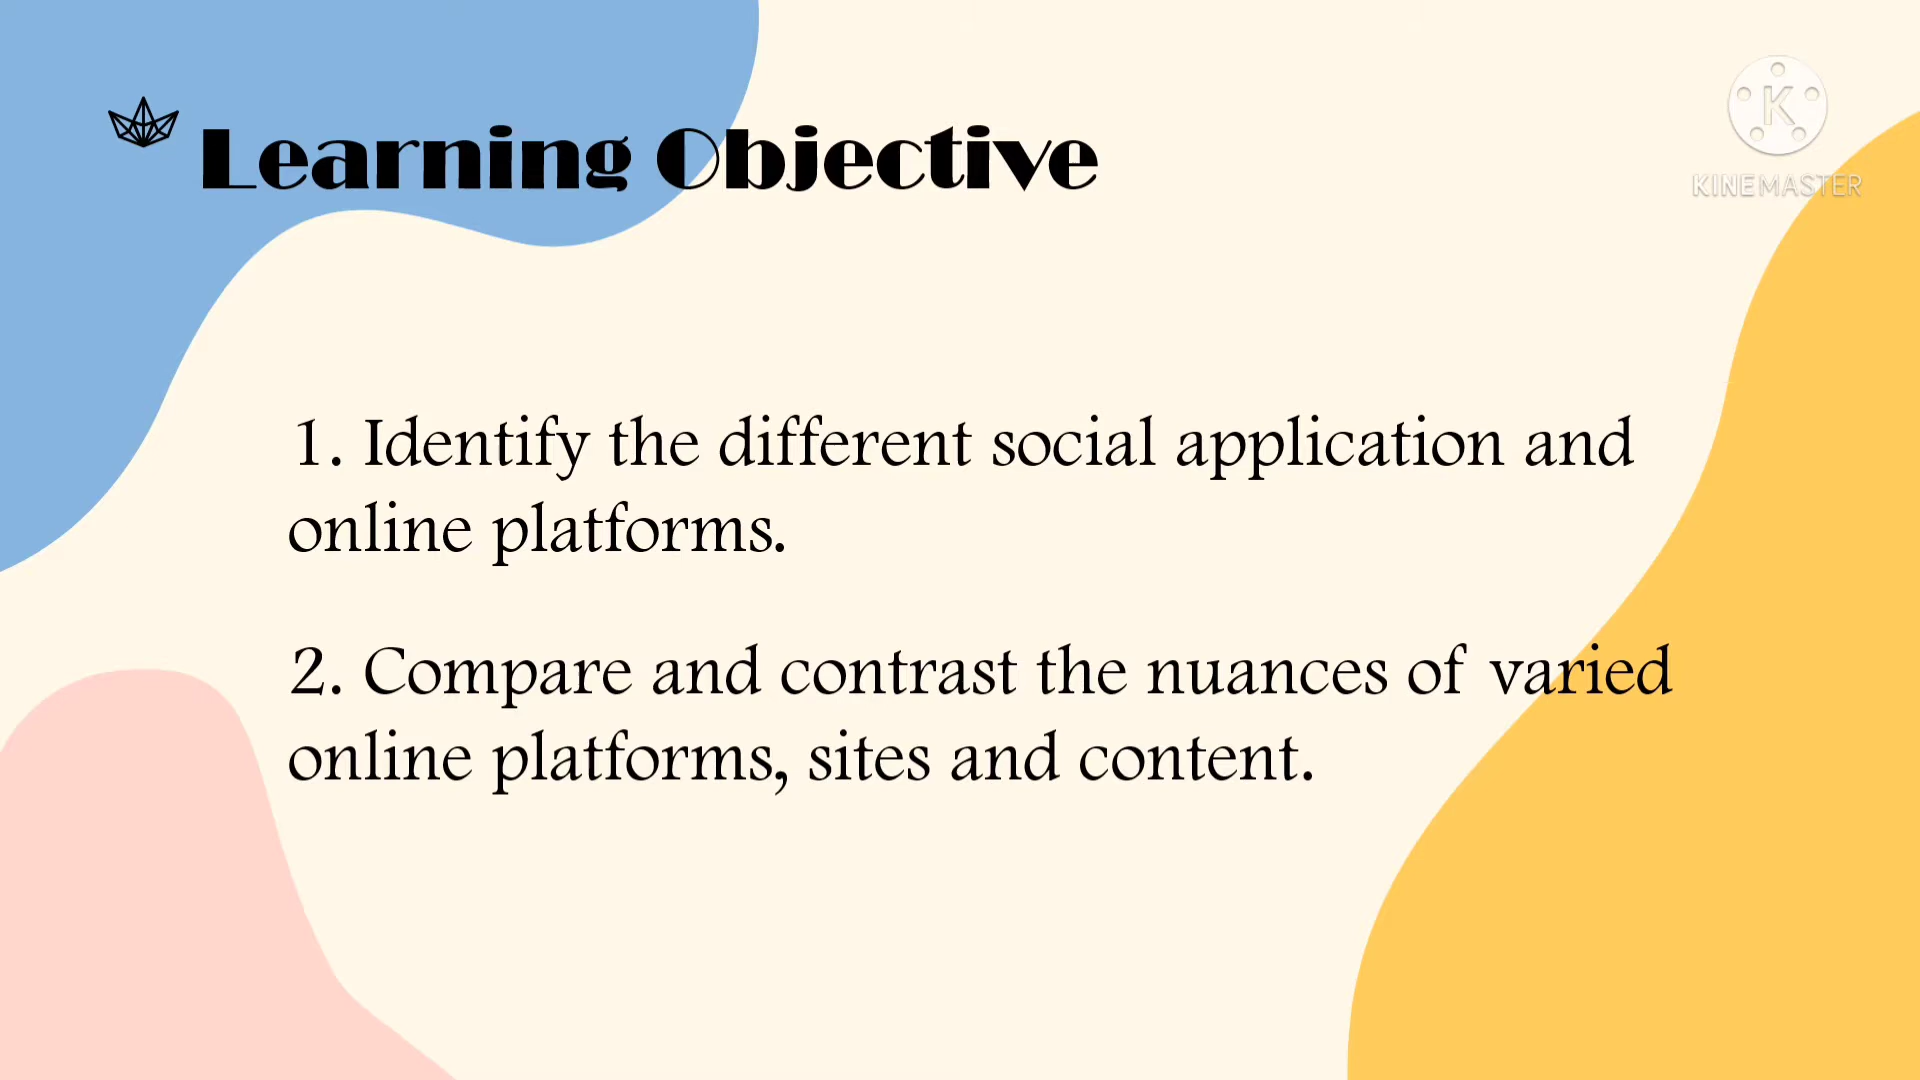 Learning Objective
K
KINEMASTER
1. Identify the different social application and
online platforms.
2. Compare and contrast the nuances of varied
online platforms, sites and content.